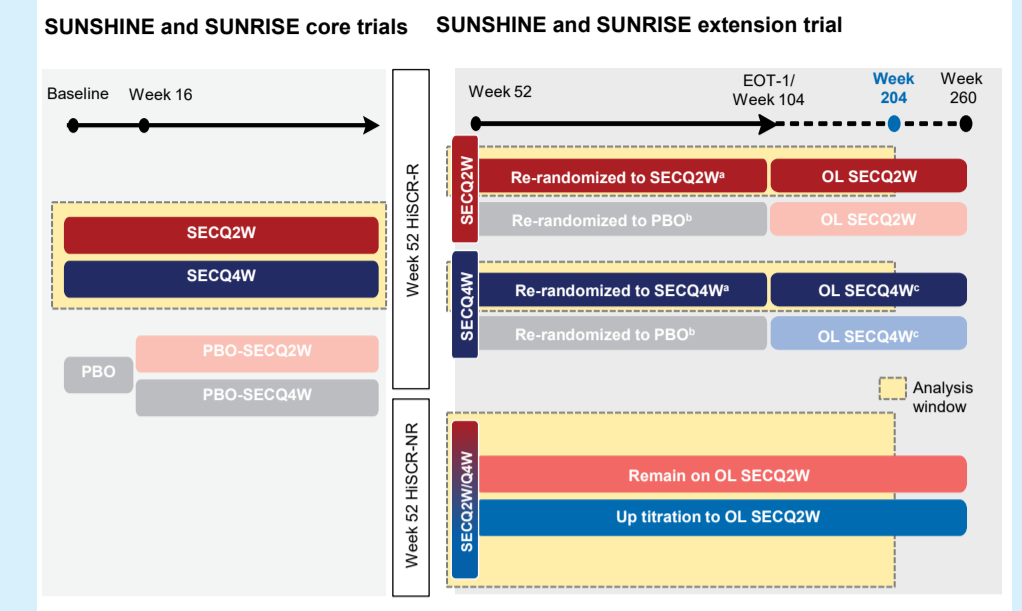 SUNSHINE and SUNRISE core trials
SUNSHINE and SUNRISE extension trial
Baseline
Week 16
Week 52
EOT-1/
Week 104
Week
204
Week
260
SECQ2W
SECQ4W
PBO
PBO-SECQ2W
PBO-SECQ4W
Week 52 HiSCR-R
SECQ2W
Re-randomized to SECQ2Wᵃ
OL SECQ2W
Re-randomized to PBOᵇ
OL SECQ2W
SECQ4W
Re-randomized to SECQ4Wᵃ
OL SECQ4Wᶜ
Re-randomized to PBOᵇ
OL SECQ4Wᶜ
Analysis
window
Week 52 HiSCR-NR
SECQ2W/Q4W
Remain on OL SECQ2W
Up titration to OL SECQ2W